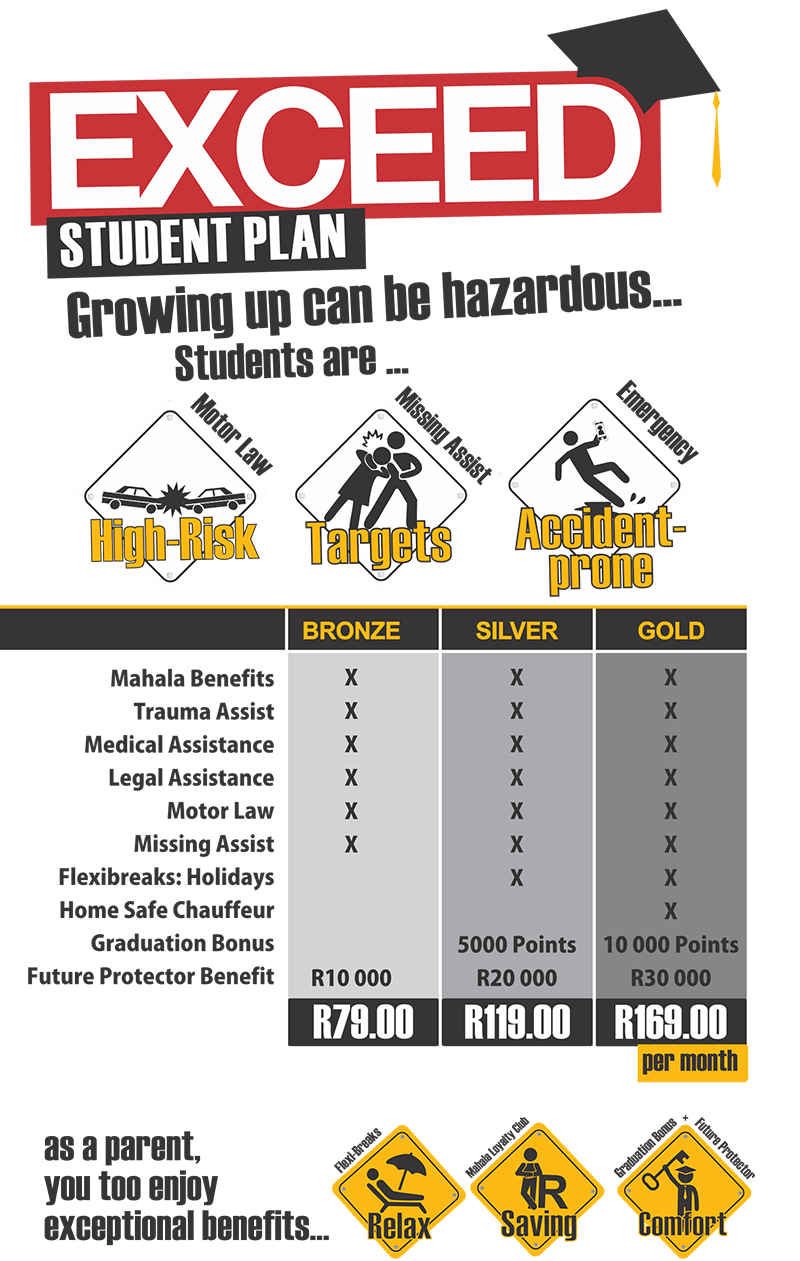 EXCEED
STUDENT PLAN
Growing up can be hazardous...
Students are ...
Motor Law
High-Risk
Missing Assist
Targets
Emergency
Accident-
prone
BRONZE SILVER GOLD
Mahala Benefits X X X
Trauma Assist X X X
Medical Assistance X X X
Legal Assistance X X X
Motor Law X X X
Missing Assist X X X
Flexibreaks: Holidays X X
Home Safe Chauffeur X
Graduation Bonus 5000 Points 10 000 Points
Future Protector Benefit R10 000 R20 000 R30 000
R79.00 R119.00 R169.00
per month
as a parent,
you too enjoy
exceptional benefits...
Flexi-Breaks
Relax
Mahala Loyalty Club
R
Saving
Graduation Bonus + Future Protector
Comfort